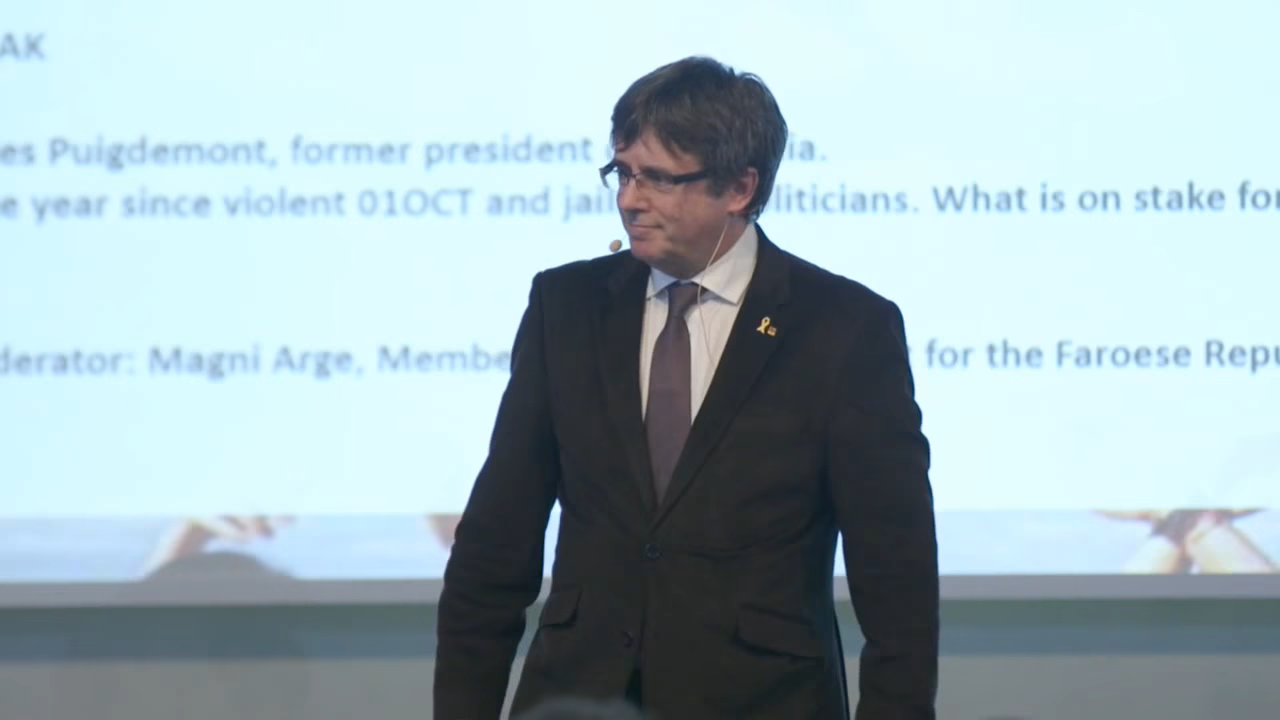 AK
es Puigdemont, former president ia.
e year since violent 01OCT and jail liticians. What is on stake for
derator: Magni Arge, Membe for the Faroese Repu